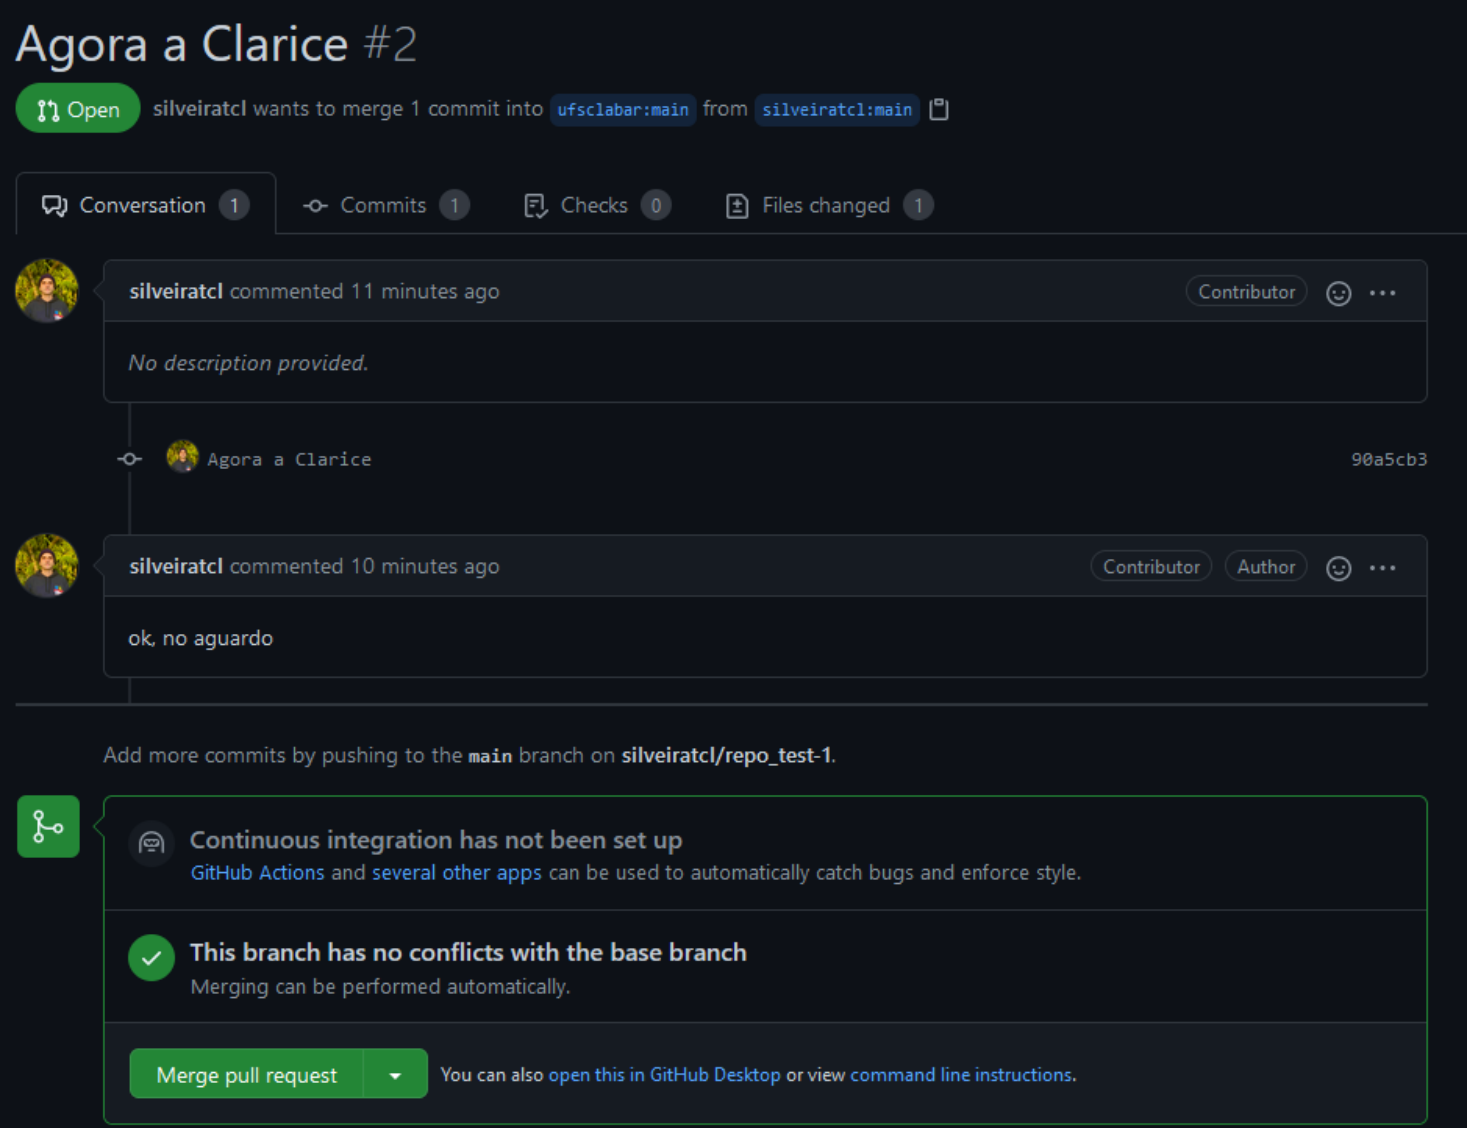 Agora a Clarice #2
Open silveiratcl wants to merge 1 commit into ufsclabar:main from silveiratcl:main
Conversation 1 Commits 1 Checks 0 Files changed 1
silveiratcl commented 11 minutes ago Contributor
No description provided.
Agora a Clarice 90a5cb3
silveiratcl commented 10 minutes ago Contributor Author
ok, no aguardo
Add more commits by pushing to the main branch on silveiratcl/repo_test-1.
Continuous integration has not been set up
GitHub Actions and several other apps can be used to automatically catch bugs and enforce style.
This branch has no conflicts with the base branch
Merging can be performed automatically.
Merge pull request You can also open this in GitHub Desktop or view command line instructions.